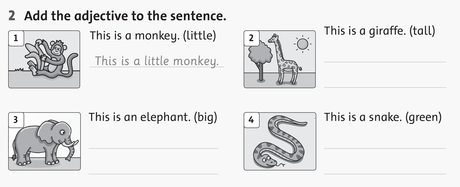 2 Add the adjective to the sentence.
1 This is a monkey. (little)
This is a little monkey.
2 This is a giraffe. (tall)
3 This is an elephant. (big)
4 This is a snake. (green)